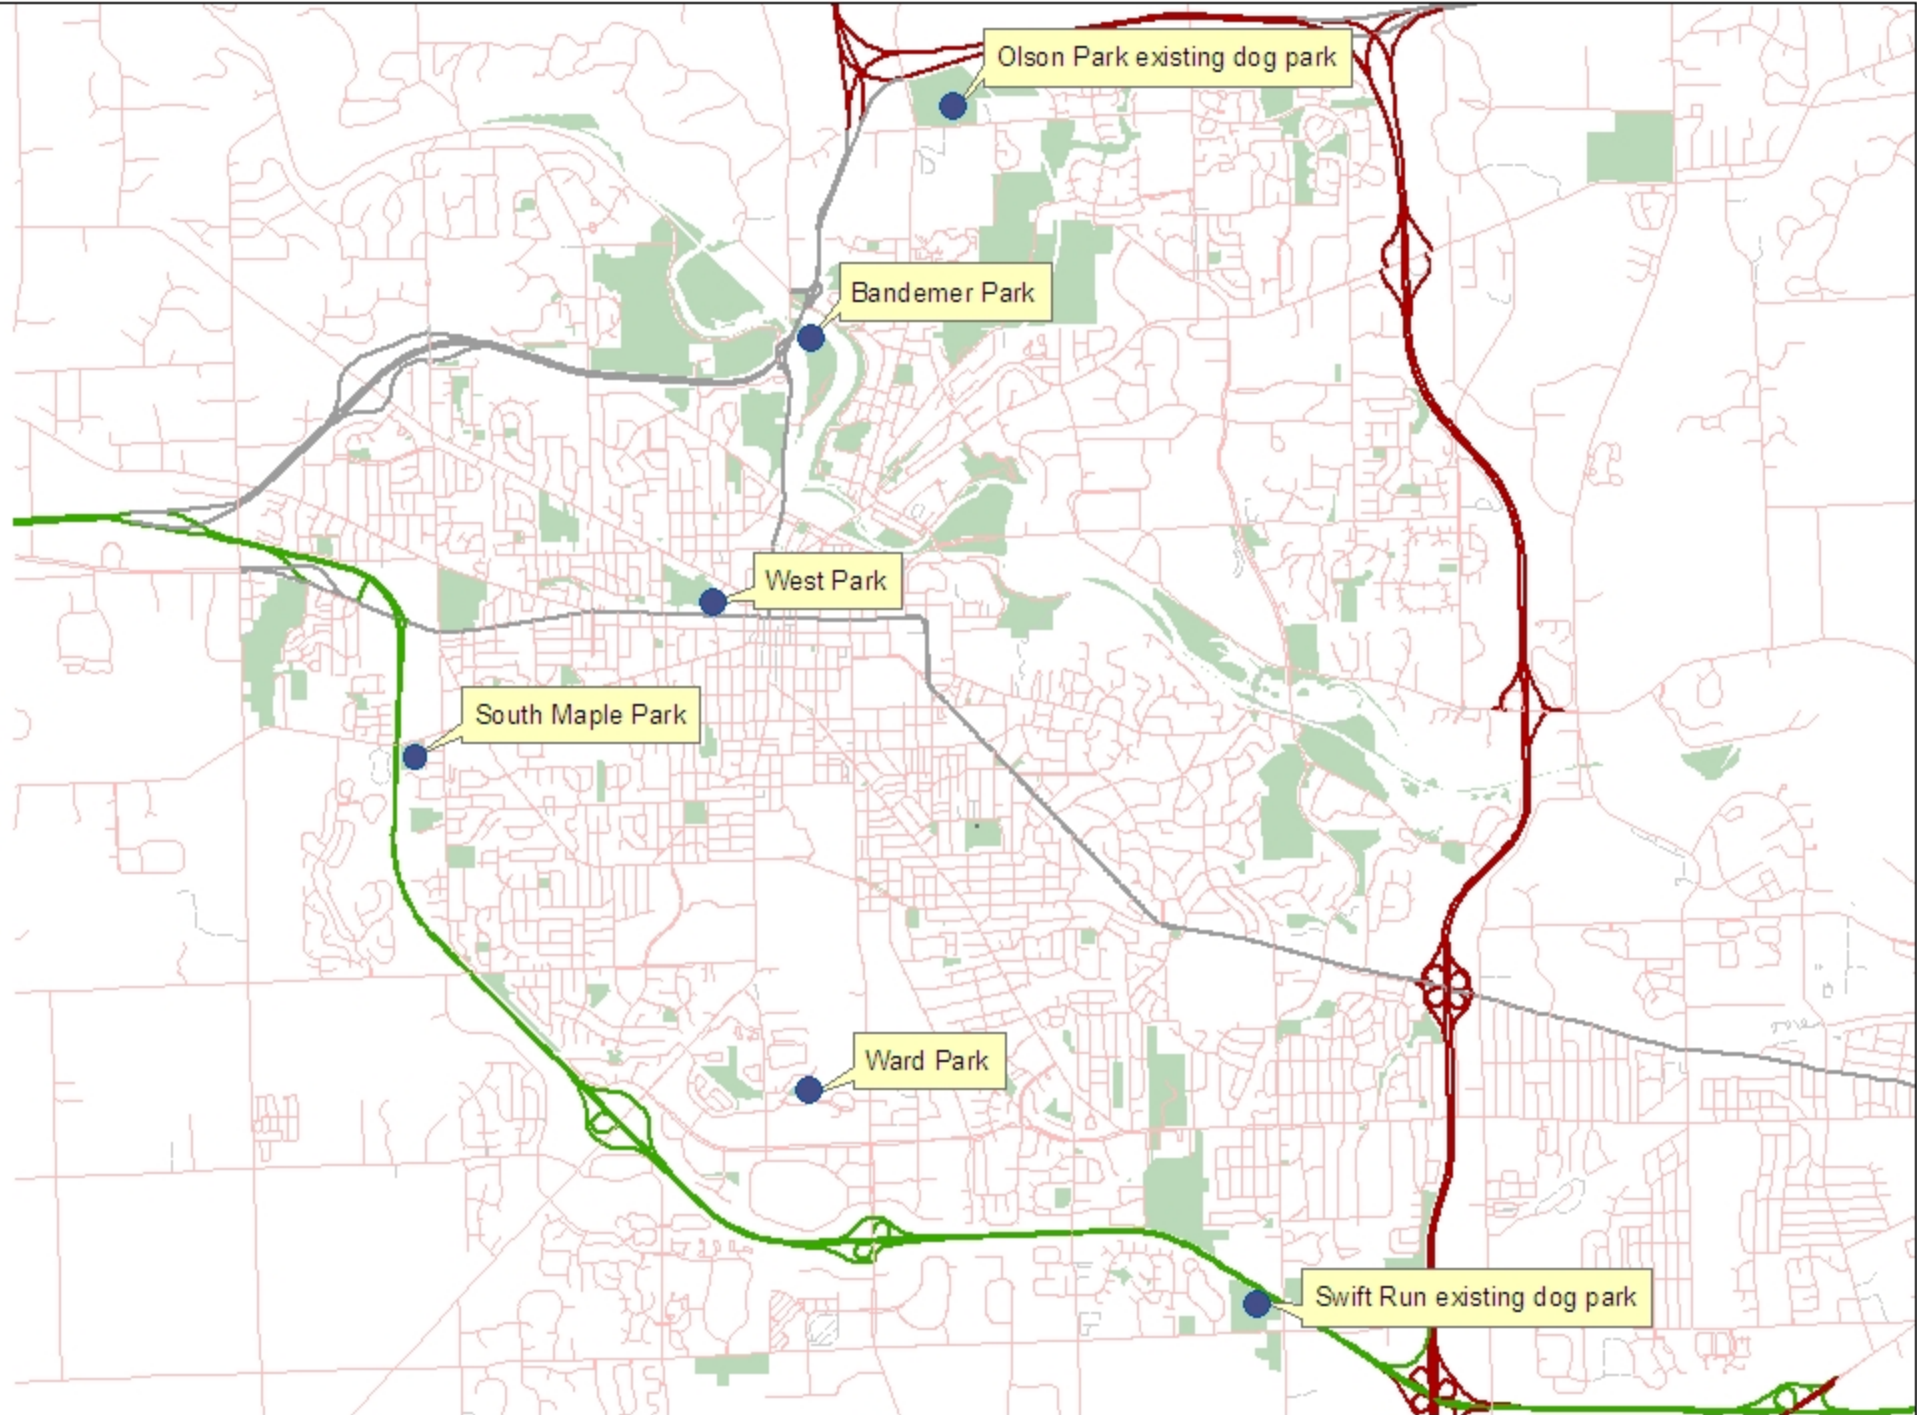 Olson Park existing dog park
Bandemer Park
West Park
South Maple Park
Ward Park
Swift Run existing dog park